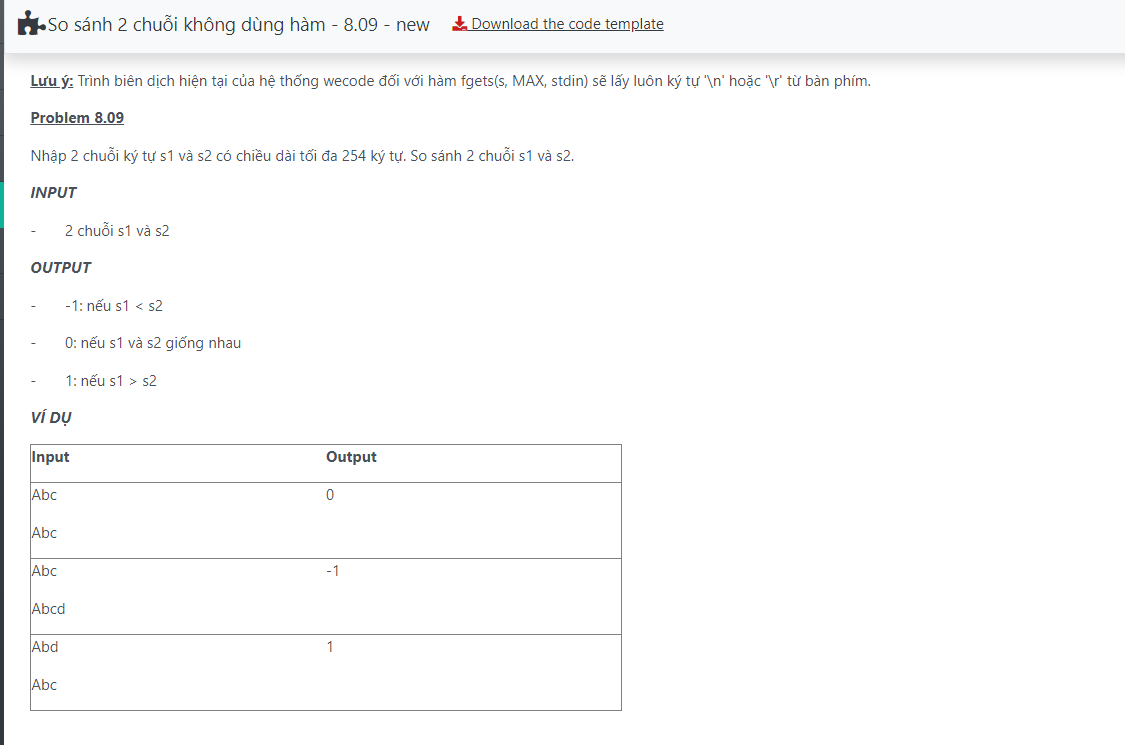 So sánh 2 chuỗi không dùng hàm - 8.09 - new Download the code template
Lưu ý: Trình biên dịch hiện tại của hệ thống wecode đối với hàm fgets(s, MAX, stdin) sẽ lấy luôn ký tự '\n' hoặc '\r' từ bàn phím.
Problem 8.09
Nhập 2 chuỗi ký tự s1 và s2 có chiều dài tối đa 254 ký tự. So sánh 2 chuỗi s1 và s2.
INPUT
- 2 chuỗi s1 và s2
OUTPUT
- -1: nếu s1 < s2
- 0: nếu s1 và s2 giống nhau
- 1: nếu s1 > s2
VÍ DỤ
Input Output
Abc 0
Abc
Abc -1
Abcd
Abd 1
Abc